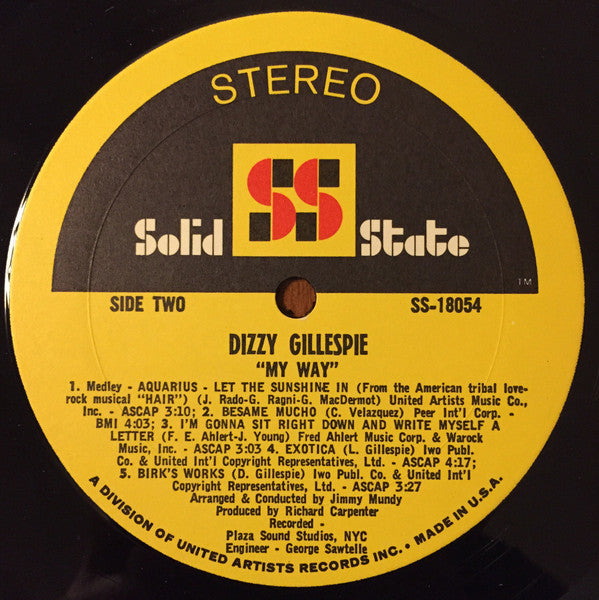 STEREO
SS
Solid State
TM
SIDE TWO SS-18054
DIZZY GILLESPIE
"MY WAY"
1. Medley - AQUARIUS - LET THE SUNSHINE IN (From the American tribal love-
rock musical "HAIR") (J. Rado-G. Ragni-G. MacDermot) United Artists Music Co.,
Inc. - ASCAP 3:10; 2. BESAME MUCHO (C. Velazquez) Peer Int'l Corp. -
BMI 4:03; 3. I'M GONNA SIT RIGHT DOWN AND WRITE MYSELF A
LETTER (F. E. Ahlert-J. Young) Fred Ahlert Music Corp. & Warock
Music, Inc. - ASCAP 3:03 4. EXOTICA (L. Gillespie) Iwo Publ.
Co. & United Int'l Copyright Representatives, Ltd. - ASCAP 4:17;
5. BIRK'S WORKS (D. Gillespie) Iwo Publ. Co. & United Int'l
Copyright Representatives, Ltd. - ASCAP 3:27
Arranged & Conducted by Jimmy Mundy
Produced by Richard Carpenter
Recorded -
Plaza Sound Studios, NYC
Engineer - George Sawtelle
A DIVISION OF UNITED ARTISTS RECORDS INC. • MADE IN U.S.A.